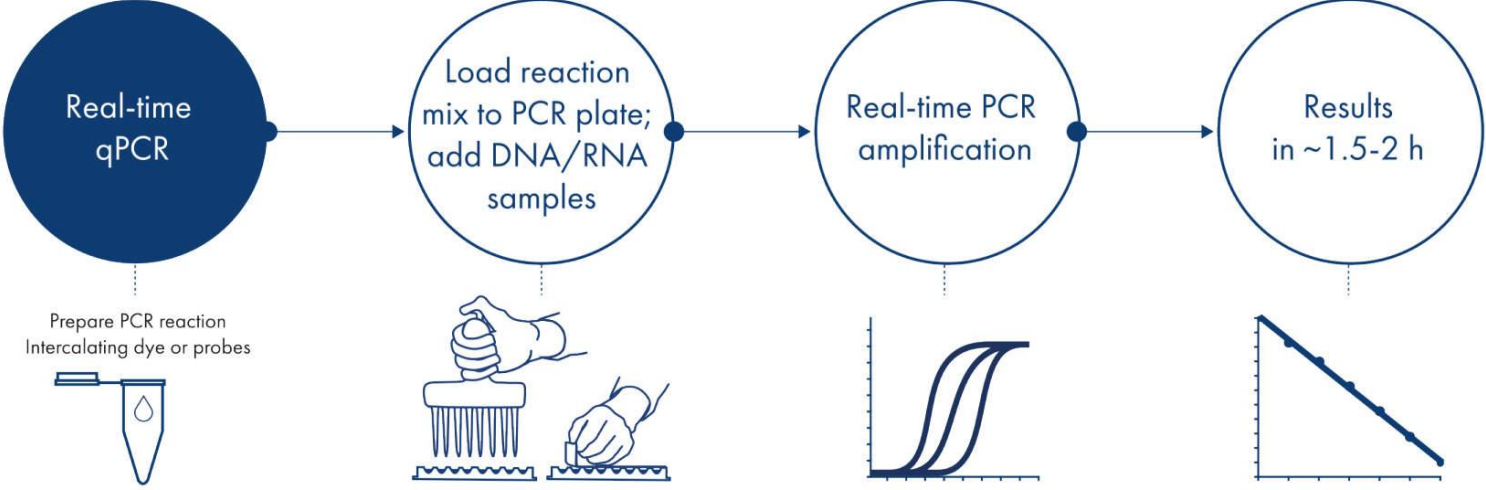 Real-time
qPCR
Prepare PCR reaction
Intercalating dye or probes
Load reaction
mix to PCR plate;
add DNA/RNA
samples
Real-time PCR
amplification
Results
in ~1.5-2 h